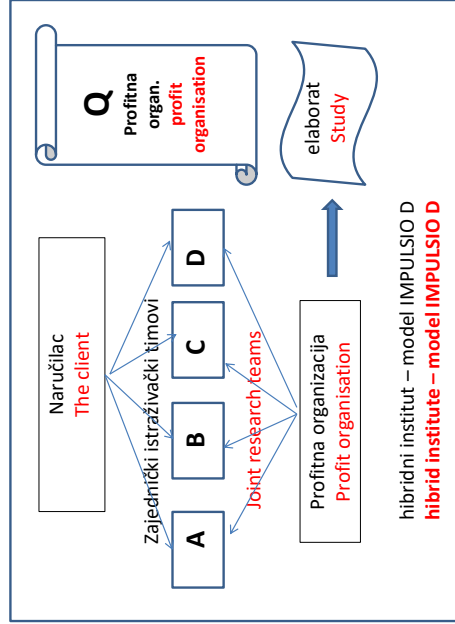 Naručilac
The client
Zajednički istraživački timovi
A
B
C
D
Joint research teams
Profitna organizacija
Profit organisation
Q
Profitna
organ.
profit
organisation
elaborat
Study
hibridni institut – model IMPULSIO D
hibrid institute – model IMPULSIO D